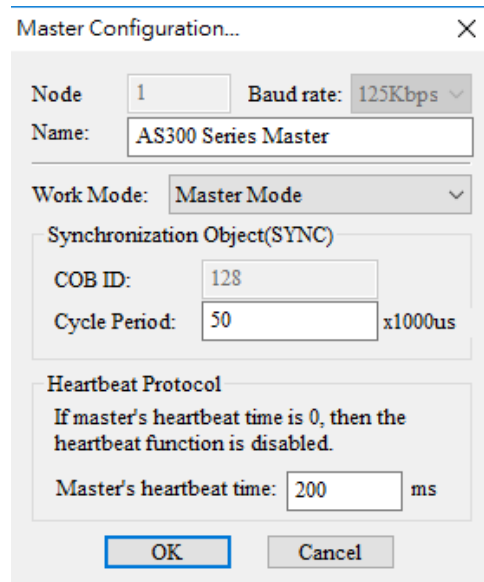 Master Configuration...
Node 1 Baud rate: 125Kbps
Name: AS300 Series Master
Work Mode: Master Mode
Synchronization Object(SYNC)
COB ID: 128
Cycle Period: 50 x1000us
Heartbeat Protocol
If master's heartbeat time is 0, then the
heartbeat function is disabled.
Master's heartbeat time: 200 ms
OK Cancel